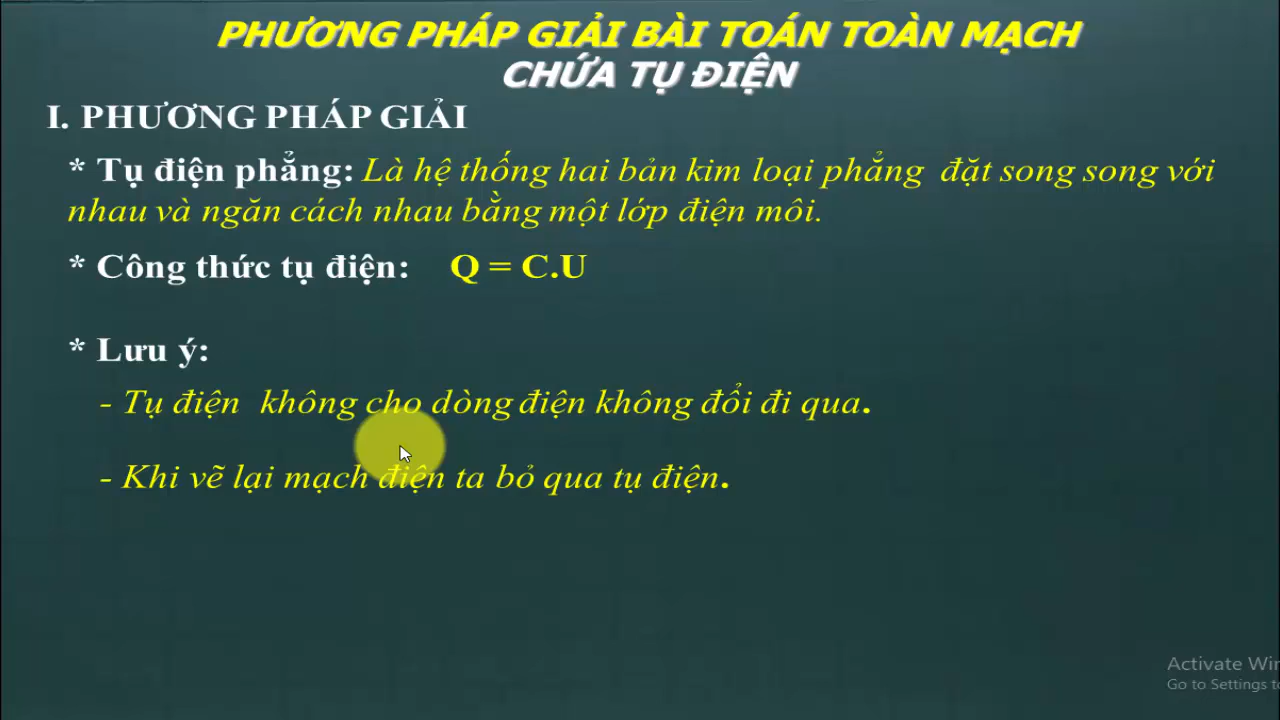 PHƯƠNG PHÁP GIẢI BÀI TOÁN TOÀN MẠCH
CHỨA TỤ ĐIỆN
I. PHƯƠNG PHÁP GIẢI
* Tụ điện phẳng: Là hệ thống hai bản kim loại phẳng đặt song song với
nhau và ngăn cách nhau bằng một lớp điện môi.
* Công thức tụ điện: Q = C.U
* Lưu ý:
- Tụ điện không cho dòng điện không đổi đi qua.
- Khi vẽ lại mạch điện ta bỏ qua tụ điện.
Activate Win
Go to Settings to